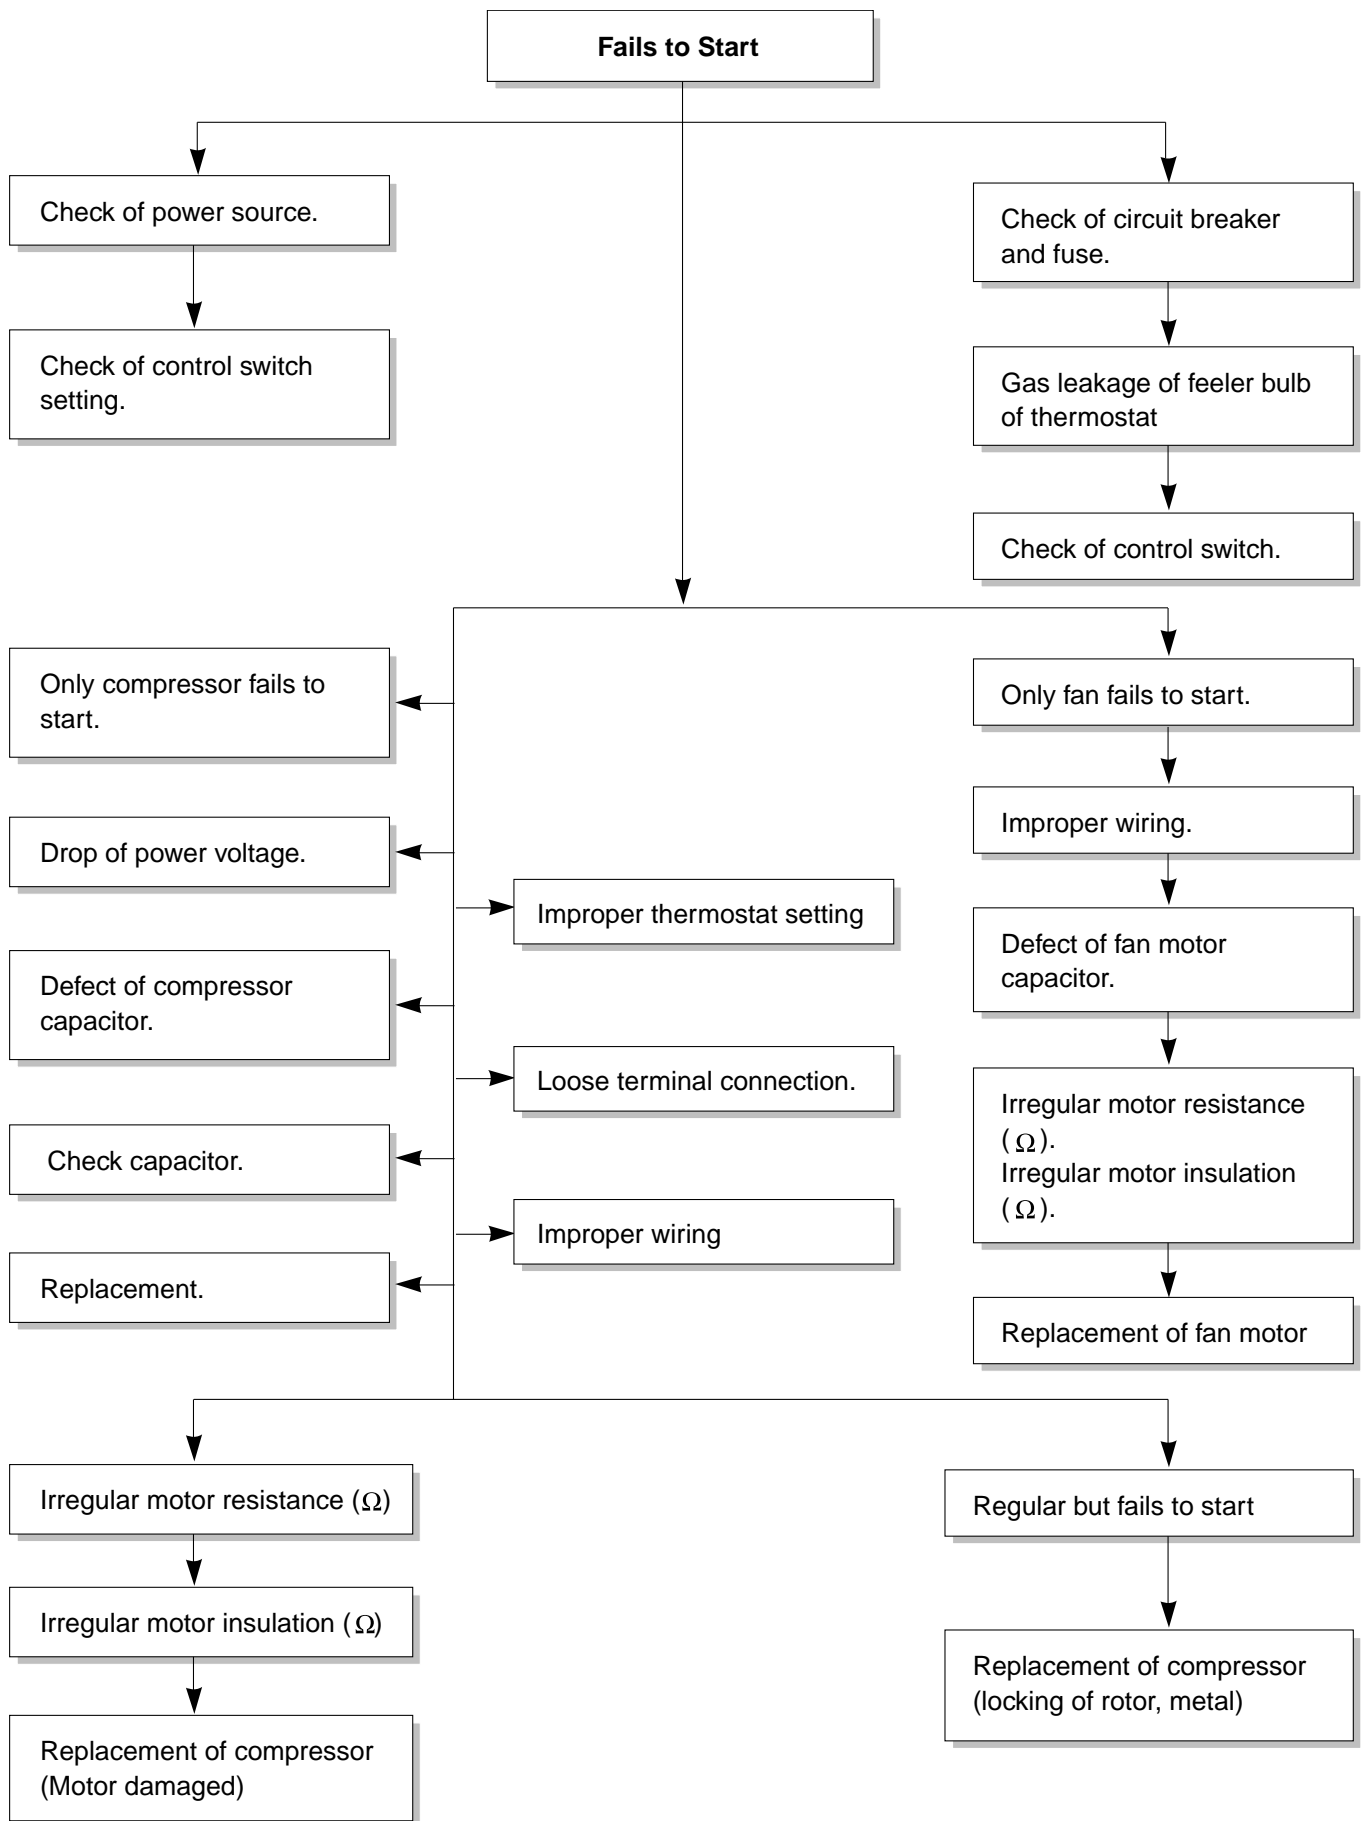 Fails to Start
Check of power source.
Check of circuit breaker
and fuse.
Check of control switch
setting.
Gas leakage of feeler bulb
of thermostat
Check of control switch.
Only compressor fails to
start.
Only fan fails to start.
Drop of power voltage.
Improper wiring.
Improper thermostat setting
Defect of fan motor
capacitor.
Defect of compressor
capacitor.
Loose terminal connection.
Irregular motor resistance
(Ω).
Irregular motor insulation
(Ω).
Check capacitor.
Improper wiring
Replacement.
Replacement of fan motor
Irregular motor resistance (Ω)
Regular but fails to start
Irregular motor insulation (Ω)
Replacement of compressor
(locking of rotor, metal)
Replacement of compressor
(Motor damaged)